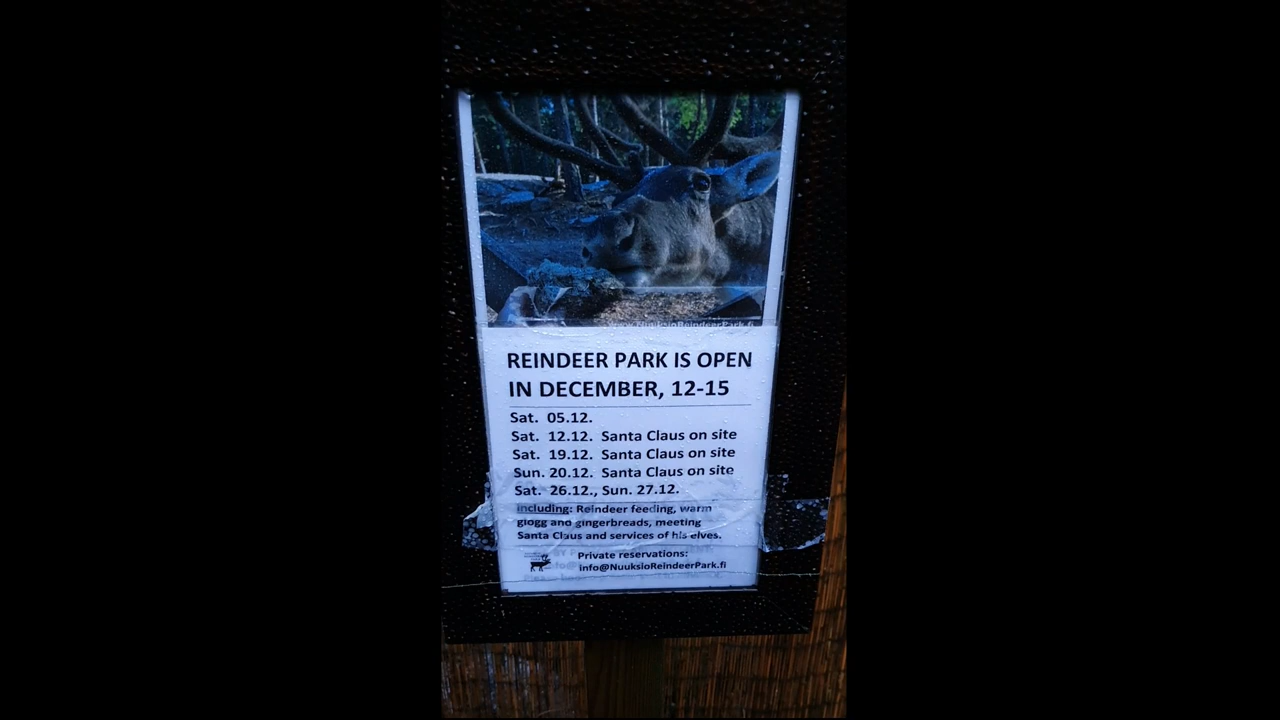 www.NuuksioReindeerPark.fi
REINDEER PARK IS OPEN
IN DECEMBER, 12-15
Sat. 05.12.
Sat. 12.12. Santa Claus on site
Sat. 19.12. Santa Claus on site
Sun. 20.12. Santa Claus on site
Sat. 26.12., Sun. 27.12.
Including: Reindeer feeding, warm
glogg and gingerbreads, meeting
Santa Claus and services of his elves.
Private reservations:
info@NuuksioReindeerPark.fi